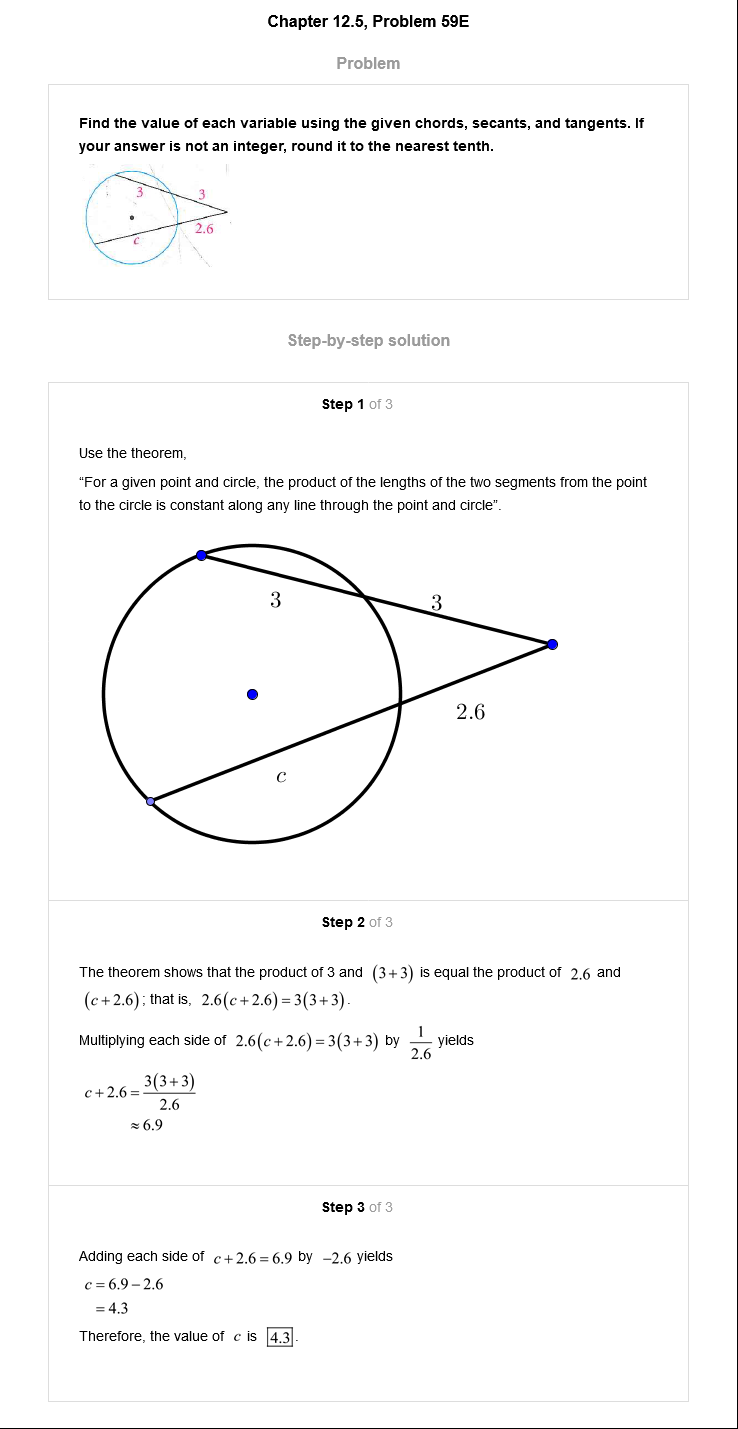 Chapter 12.5, Problem 59E
Problem
Find the value of each variable using the given chords, secants, and tangents. If
your answer is not an integer, round it to the nearest tenth.
3
3
2.6
c
Step-by-step solution
Step 1 of 3
Use the theorem,
“For a given point and circle, the product of the lengths of the two segments from the point
to the circle is constant along any line through the point and circle”.
3
3
2.6
c
Step 2 of 3
The theorem shows that the product of 3 and (3+3) is equal the product of 2.6 and
(c+2.6); that is, 2.6(c+2.6)=3(3+3).
Multiplying each side of 2.6(c+2.6)=3(3+3) by 1/2.6 yields
c+2.6=3(3+3)/2.6
≈6.9
Step 3 of 3
Adding each side of c+2.6=6.9 by −2.6 yields
c=6.9−2.6
=4.3
Therefore, the value of c is 4.3.